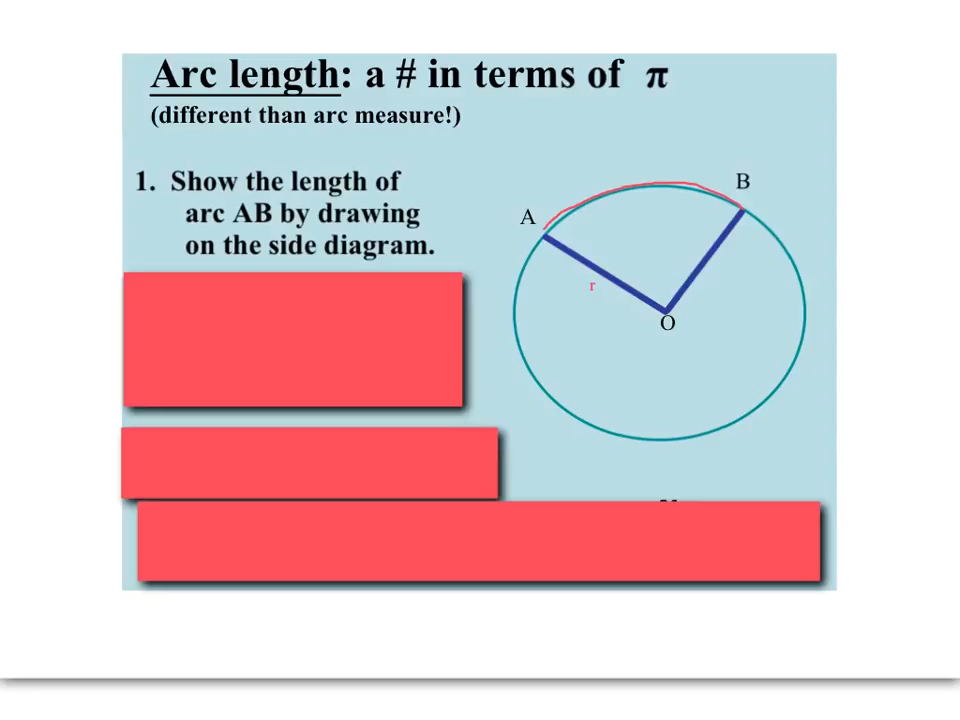 Arc length: a # in terms of π
(different than arc measure!)
1. Show the length of
arc AB by drawing
on the side diagram.
A
B
r
O